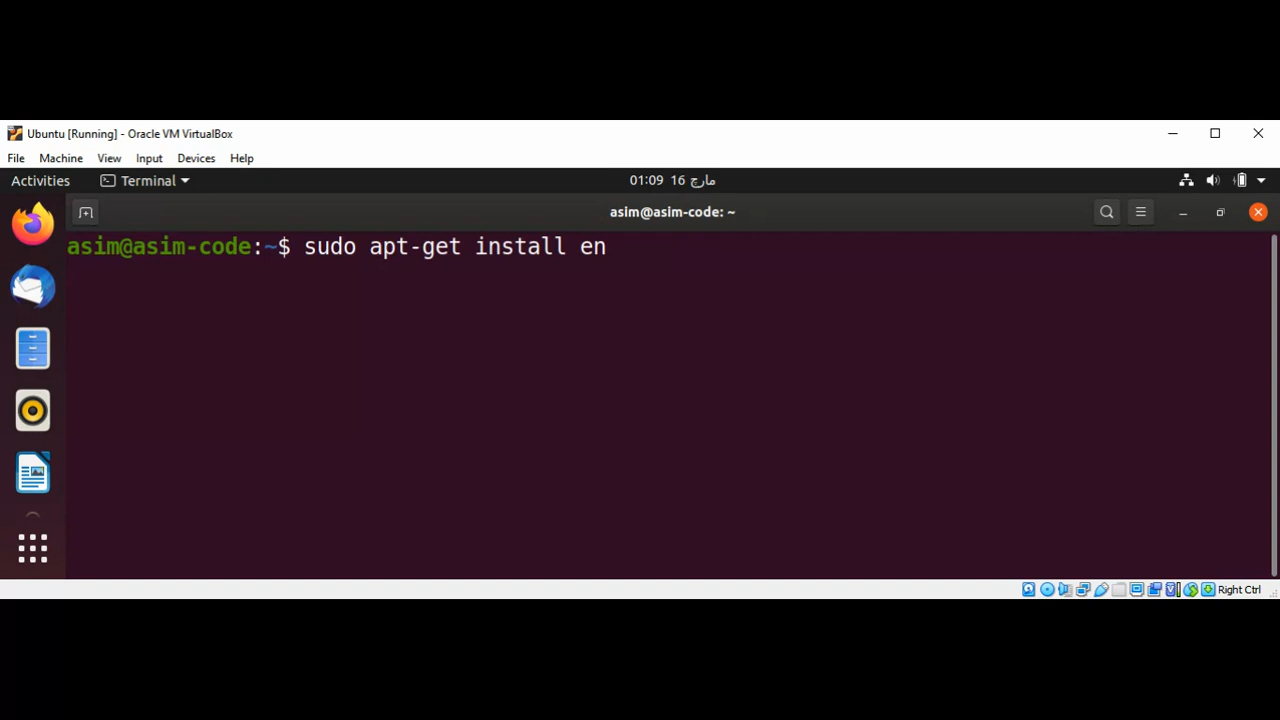 Ubuntu [Running] - Oracle VM VirtualBox
File Machine View Input Devices Help
Activities Terminal 01:09 16 مارچ
asim@asim-code: ~
asim@asim-code:~$ sudo apt-get install en
Right Ctrl